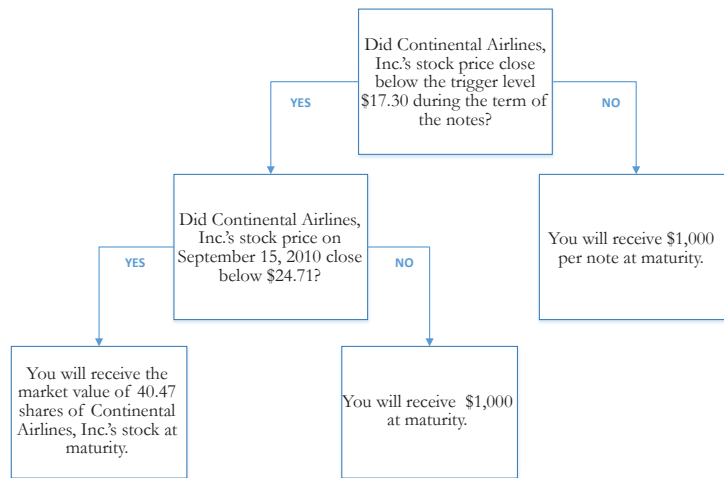 Did Continental Airlines,
Inc.'s stock price close
below the trigger level
$17.30 during the term of
the notes?
YES
NO
Did Continental Airlines,
Inc.'s stock price on
September 15, 2010 close
below $24.71?
You will receive $1,000
per note at maturity.
YES
NO
You will receive the
market value of 40.47
shares of Continental
Airlines, Inc.'s stock at
maturity.
You will receive $1,000
at maturity.